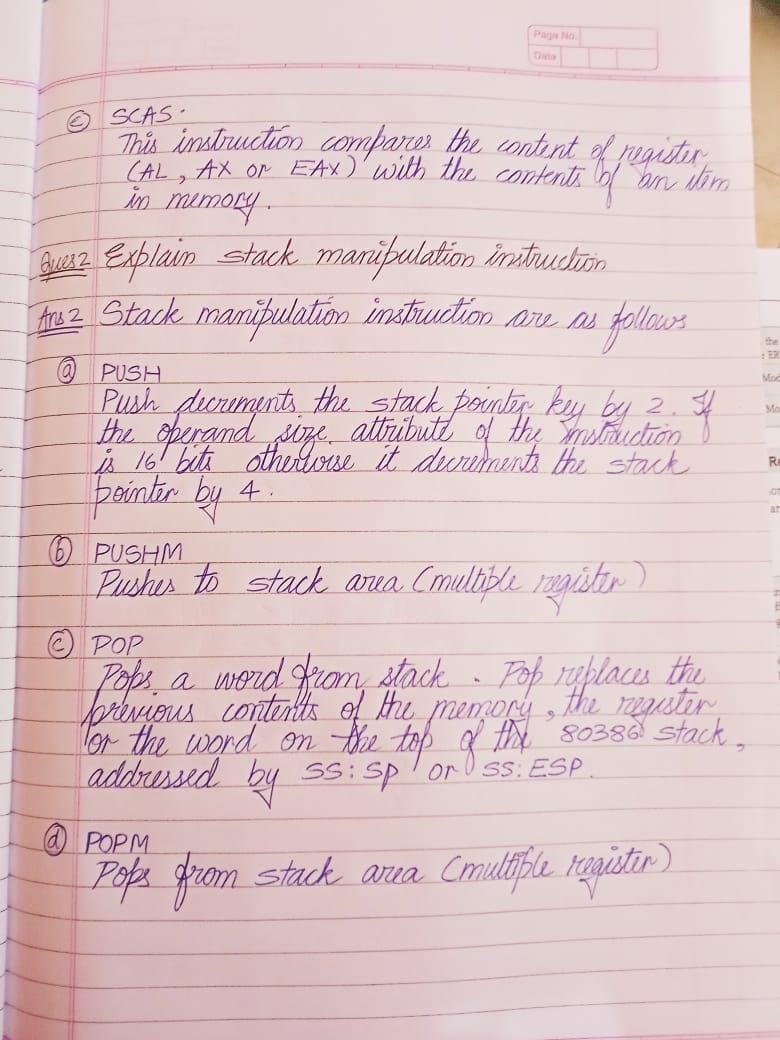 Page No.
Date
(c) SCAS.
This instruction compares the content of register
(AL, AX or EAX) with the contents of an item
in memory.
Ques 2 Explain stack manipulation instruction
Ans 2 Stack manipulation instruction are as follows
(a) PUSH
Push decrements the stack pointer key by 2. If
the operand size attribute of the instruction
is 16 bits otherwise it decrements the stack
pointer by 4.
(b) PUSHM
Pushes to stack area (multiple register)
(c) POP
Pops a word from stack. Pop replaces the
previous contents of the memory, the register
or the word on the top of the 80386 stack,
addressed by SS:SP or SS:ESP.
(d) POPM
Pops from stack area (multiple register)